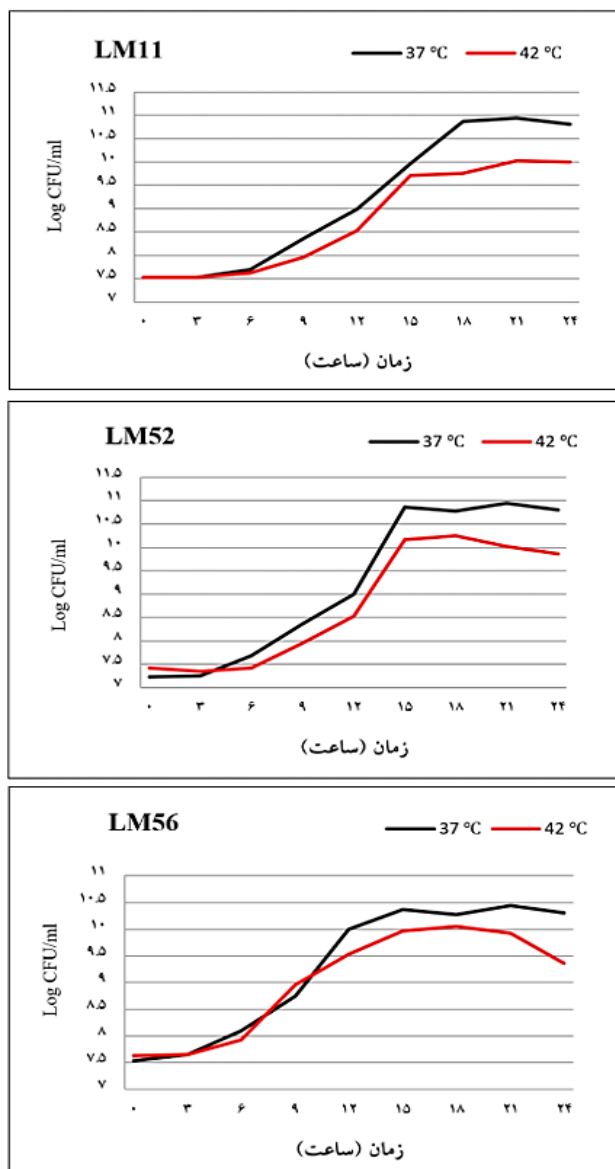 LM11
37 °C 42 °C
۱۱.۵
۱۱
۱۰.۵
۱۰
۹.۵
۹
۸.۵
۸
۷.۵
۷
Log CFU/ml
۰ ۳ ۶ ۹ ۱۲ ۱۵ ۱۸ ۲۱ ۲۴
زمان (ساعت)
LM52
37 °C 42 °C
۱۱.۵
۱۱
۱۰.۵
۱۰
۹.۵
۹
۸.۵
۸
۷.۵
۷
Log CFU/ml
۰ ۳ ۶ ۹ ۱۲ ۱۵ ۱۸ ۲۱ ۲۴
زمان (ساعت)
LM56
37 °C 42 °C
۱۱
۱۰.۵
۱۰
۹.۵
۹
۸.۵
۸
۷.۵
۷
Log CFU/ml
۰ ۳ ۶ ۹ ۱۲ ۱۵ ۱۸ ۲۱ ۲۴
زمان (ساعت)